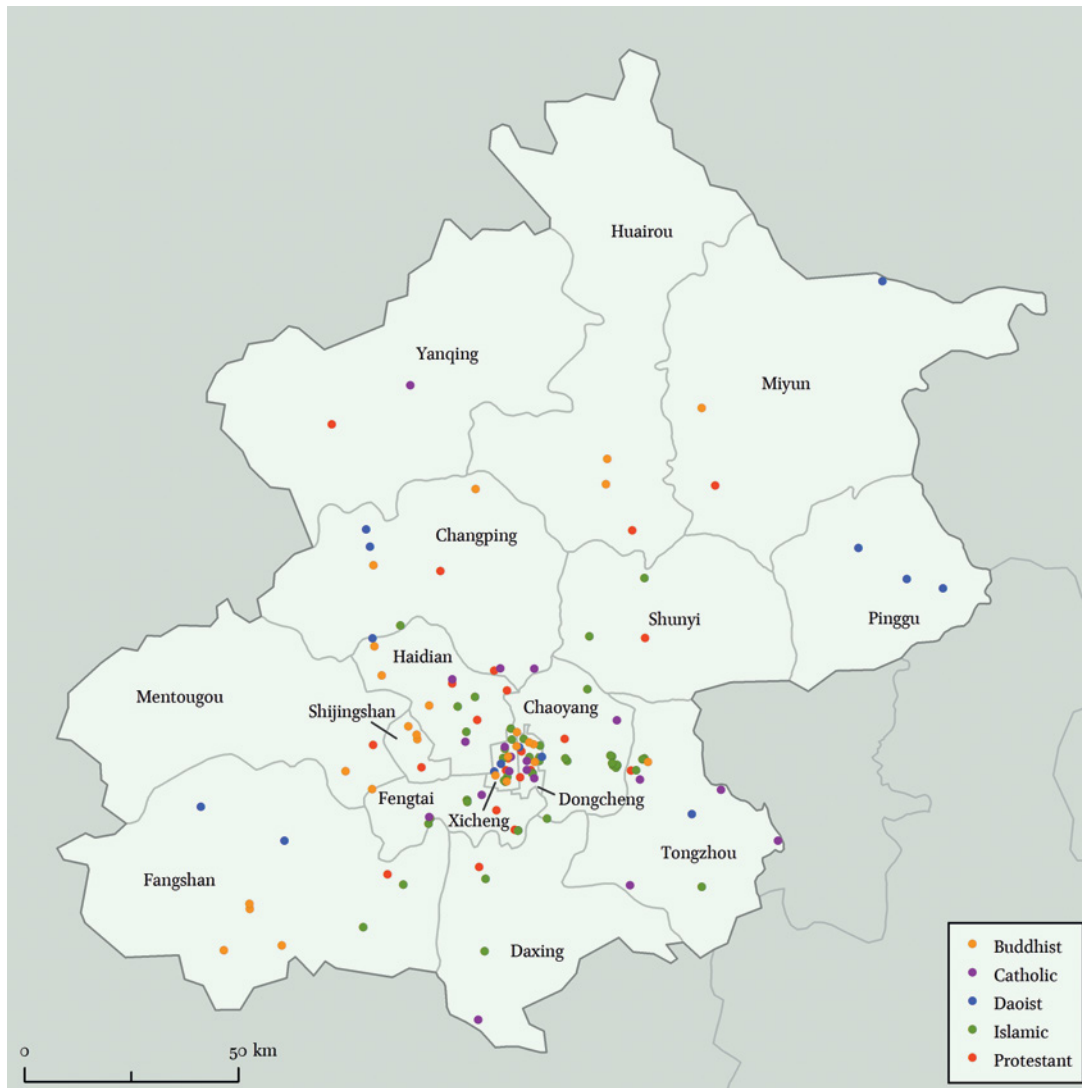 Huairou
Yanqing
Miyun
Changping
Shunyi
Pinggu
Haidian
Mentougou
Shijingshan
Chaoyang
Fengtai
Xicheng
Dongcheng
Tongzhou
Fangshan
Daxing
Buddhist
Catholic
Daoist
Islamic
Protestant
0 50 km